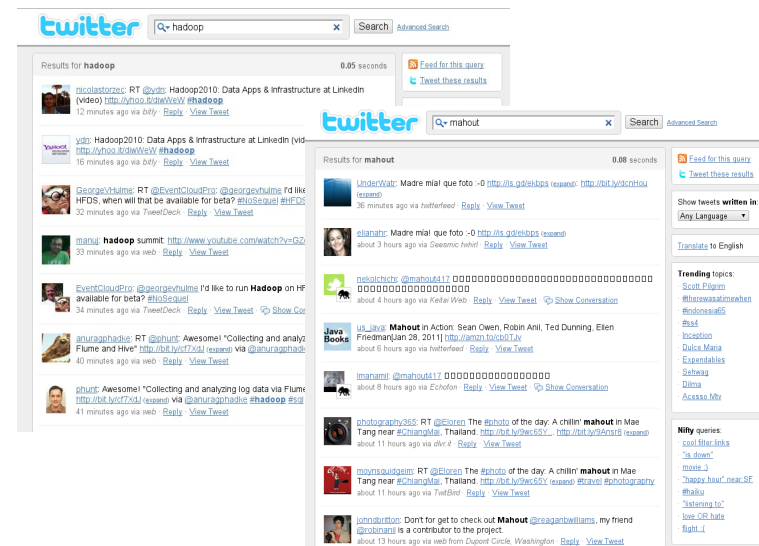 twitter
hadoop
Search
Advanced Search
Results for hadoop
0.05 seconds
Feed for this query
Tweet these results
nicolastorzec: RT @ydn: Hadoop2010: Data Apps & Infrastructure at LinkedIn
(video) http://yhoo.it/diwWeW #hadoop
12 minutes ago via bitly · Reply · View Tweet
YAHOO!
ydn: Hadoop2010: Data Apps & Infrastructure at LinkedIn (vid
http://yhoo.it/diwWeW #hadoop
16 minutes ago via bitly · Reply · View Tweet
GeorgeVHulme: RT @EventCloudPro: @georgevhulme I'd like
HFDS, when will that be available for beta? #NoSequel #HFDS
32 minutes ago via TweetDeck · Reply · View Tweet
manuj: hadoop summit: http://www.youtube.com/watch?v=GZ
33 minutes ago via web · Reply · View Tweet
EventCloudPro: @georgevhulme I'd like to run Hadoop on HF
available for beta? #NoSequel
34 minutes ago via TweetDeck · Reply · View Tweet · Show Con
anuragphadke: RT @phunt: Awesome! "Collecting and analyz
Flume and Hive" http://bit.ly/cf7XdJ (expand) via @anuragphadk
40 minutes ago via web · Reply · View Tweet
phunt: Awesome! "Collecting and analyzing log data via Flume
http://bit.ly/cf7XdJ (expand) via @anuragphadke #hadoop #sql
41 minutes ago via web · Reply · View Tweet
twitter
mahout
Search
Advanced Search
Results for mahout
0.08 seconds
UnderWatr: Madre mia! que foto :-0 http://is.gd/ekbps (expand): http://bit.ly/dcnHou
(expand)
36 minutes ago via twitterfeed · Reply · View Tweet
elianahr: Madre mia! que foto :-0 http://is.gd/ekbps (expand)
about 3 hours ago via Seesmic twhirl · Reply · View Tweet
nekolchichr: @mahout417
about 4 hours ago via Keitai Web · Reply · View Tweet · Show Conversation
Java
Books
us_java: Mahout in Action: Sean Owen, Robin Anil, Ted Dunning, Ellen
Friedman[Jan 28, 2011] http://amzn.to/cb0TJv
about 6 hours ago via twitterfeed · Reply · View Tweet
Imanamil: @mahout417
about 8 hours ago via Echofon · Reply · View Tweet · Show Conversation
photography365: RT @Eloren The #photo of the day: A chillin' mahout in Mae
Tang near #ChiangMai, Thailand. http://bit.ly/9wc65Y... http://bit.ly/9Ansr8 (expand)
about 11 hours ago via dlvr.it · Reply · View Tweet
moynsquidgeim: RT @Eloren The #photo of the day: A chillin' mahout in Mae
Tang near #ChiangMai, Thailand. http://bit.ly/9wc65Y (expand) #travel #photography
about 11 hours ago via TwitBird · Reply · View Tweet
johndbritton: Don't for get to check out Mahout @reaganbwilliams, my friend
@robinanil is a contributor to the project.
about 13 hours ago via web from Dupont Circle, Washington · Reply · View Tweet
Feed for this query
Tweet these results
Show tweets written in:
Any Language
Translate to English
Trending topics:
· Scott Pilgrim
· #therewasatimewhen
· #indonesia65
· #ss4
· Inception
· Dulce Maria
· Expendables
· Sehwag
· Dilma
· Acesso Mtv
Nifty queries:
· cool filter links
· "is down"
· movie :)
· "happy hour" near:SF
· #haiku
· "listening to"
· love OR hate
· flight :(